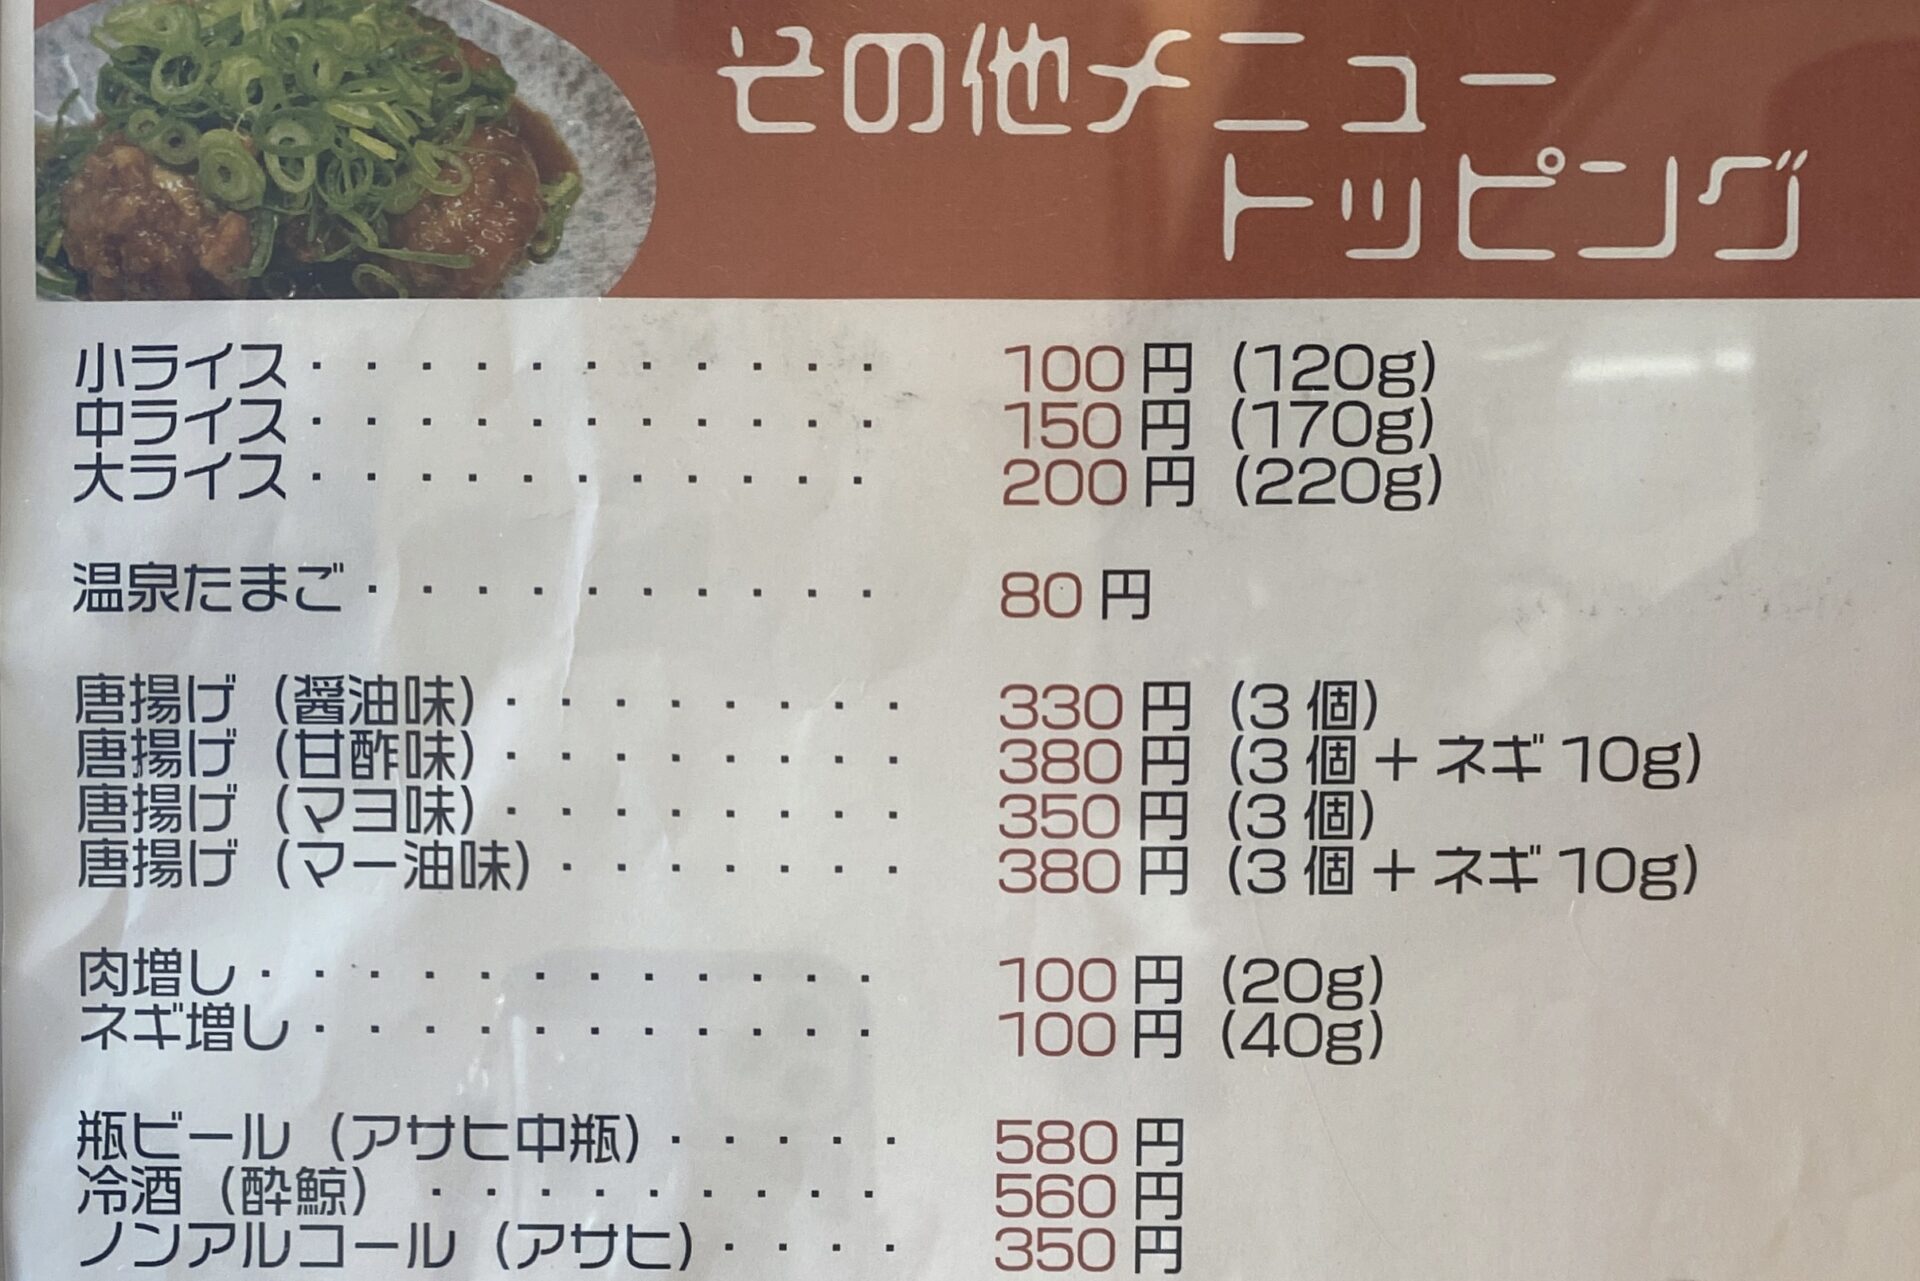 その他メニュー
トッピング
小ライス・・・・・・・・・・・ 100円（120g）
中ライス・・・・・・・・・・・ 150円（170g）
大ライス・・・・・・・・・・・ 200円（220g）
温泉たまご・・・・・・・・・・ 80円
唐揚げ（醤油味）・・・・・・・・ 330円（3個）
唐揚げ（甘酢味）・・・・・・・・ 380円（3個＋ネギ10g）
唐揚げ（マヨ味）・・・・・・・・ 350円（3個）
唐揚げ（マー油味）・・・・・・・ 380円（3個＋ネギ10g）
肉増し・・・・・・・・・・・・ 100円（20g）
ネギ増し・・・・・・・・・・・ 100円（40g）
瓶ビール（アサヒ中瓶）・・・・・ 580円
冷酒（酔鯨）・・・・・・・・・ 560円
ノンアルコール（アサヒ）・・・・ 350円